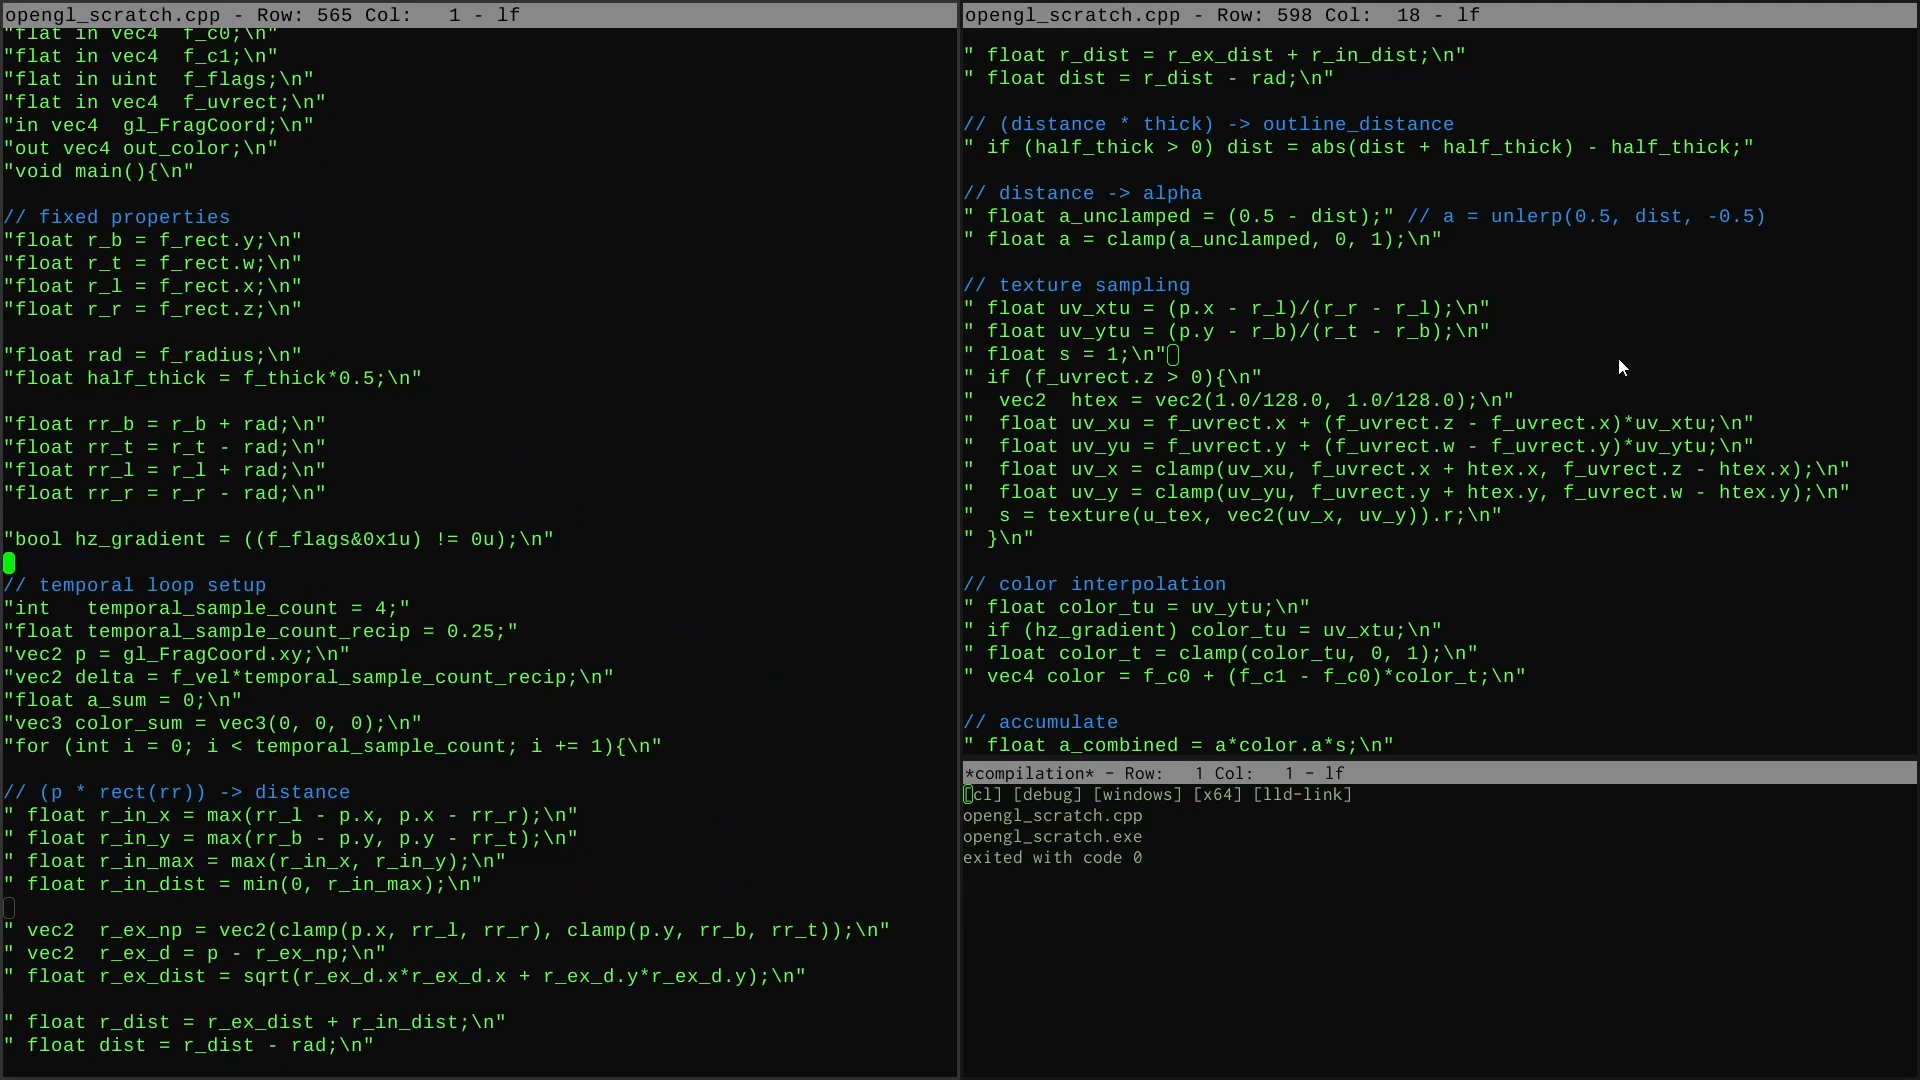 opengl_scratch.cpp - Row: 565 Col:   1 - lf
"flat in vec4  f_c0;\n"
"flat in vec4  f_c1;\n"
"flat in uint  f_flags;\n"
"flat in vec4  f_uvrect;\n"
"in vec4  gl_FragCoord;\n"
"out vec4 out_color;\n"
"void main(){\n"
// fixed properties
"float r_b = f_rect.y;\n"
"float r_t = f_rect.w;\n"
"float r_l = f_rect.x;\n"
"float r_r = f_rect.z;\n"
"float rad = f_radius;\n"
"float half_thick = f_thick*0.5;\n"
"float rr_b = r_b + rad;\n"
"float rr_t = r_t - rad;\n"
"float rr_l = r_l + rad;\n"
"float rr_r = r_r - rad;\n"
"bool hz_gradient = ((f_flags&0x1u) != 0u);\n"
// temporal loop setup
"int   temporal_sample_count = 4;"
"float temporal_sample_count_recip = 0.25;"
"vec2 p = gl_FragCoord.xy;\n"
"vec2 delta = f_vel*temporal_sample_count_recip;\n"
"float a_sum = 0;\n"
"vec3 color_sum = vec3(0, 0, 0);\n"
"for (int i = 0; i < temporal_sample_count; i += 1){\n"
// (p * rect(rr)) -> distance
" float r_in_x = max(rr_l - p.x, p.x - rr_r);\n"
" float r_in_y = max(rr_b - p.y, p.y - rr_t);\n"
" float r_in_max = max(r_in_x, r_in_y);\n"
" float r_in_dist = min(0, r_in_max);\n"
" vec2  r_ex_np = vec2(clamp(p.x, rr_l, rr_r), clamp(p.y, rr_b, rr_t));\n"
" vec2  r_ex_d = p - r_ex_np;\n"
" float r_ex_dist = sqrt(r_ex_d.x*r_ex_d.x + r_ex_d.y*r_ex_d.y);\n"
" float r_dist = r_ex_dist + r_in_dist;\n"
" float dist = r_dist - rad;\n"
opengl_scratch.cpp - Row: 598 Col:  18 - lf
" float r_dist = r_ex_dist + r_in_dist;\n"
" float dist = r_dist - rad;\n"
// (distance * thick) -> outline_distance
" if (half_thick > 0) dist = abs(dist + half_thick) - half_thick;"
// distance -> alpha
" float a_unclamped = (0.5 - dist);" // a = unlerp(0.5, dist, -0.5)
" float a = clamp(a_unclamped, 0, 1);\n"
// texture sampling
" float uv_xtu = (p.x - r_l)/(r_r - r_l);\n"
" float uv_ytu = (p.y - r_b)/(r_t - r_b);\n"
" float s = 1;\n"
" if (f_uvrect.z > 0){\n"
"  vec2  htex = vec2(1.0/128.0, 1.0/128.0);\n"
"  float uv_xu = f_uvrect.x + (f_uvrect.z - f_uvrect.x)*uv_xtu;\n"
"  float uv_yu = f_uvrect.y + (f_uvrect.w - f_uvrect.y)*uv_ytu;\n"
"  float uv_x = clamp(uv_xu, f_uvrect.x + htex.x, f_uvrect.z - htex.x);\n"
"  float uv_y = clamp(uv_yu, f_uvrect.y + htex.y, f_uvrect.w - htex.y);\n"
"  s = texture(u_tex, vec2(uv_x, uv_y)).r;\n"
" }\n"
// color interpolation
" float color_tu = uv_ytu;\n"
" if (hz_gradient) color_tu = uv_xtu;\n"
" float color_t = clamp(color_tu, 0, 1);\n"
" vec4 color = f_c0 + (f_c1 - f_c0)*color_t;\n"
// accumulate
" float a_combined = a*color.a*s;\n"
*compilation* - Row:   1 Col:   1 - lf
[cl] [debug] [windows] [x64] [lld-link]
opengl_scratch.cpp
opengl_scratch.exe
exited with code 0